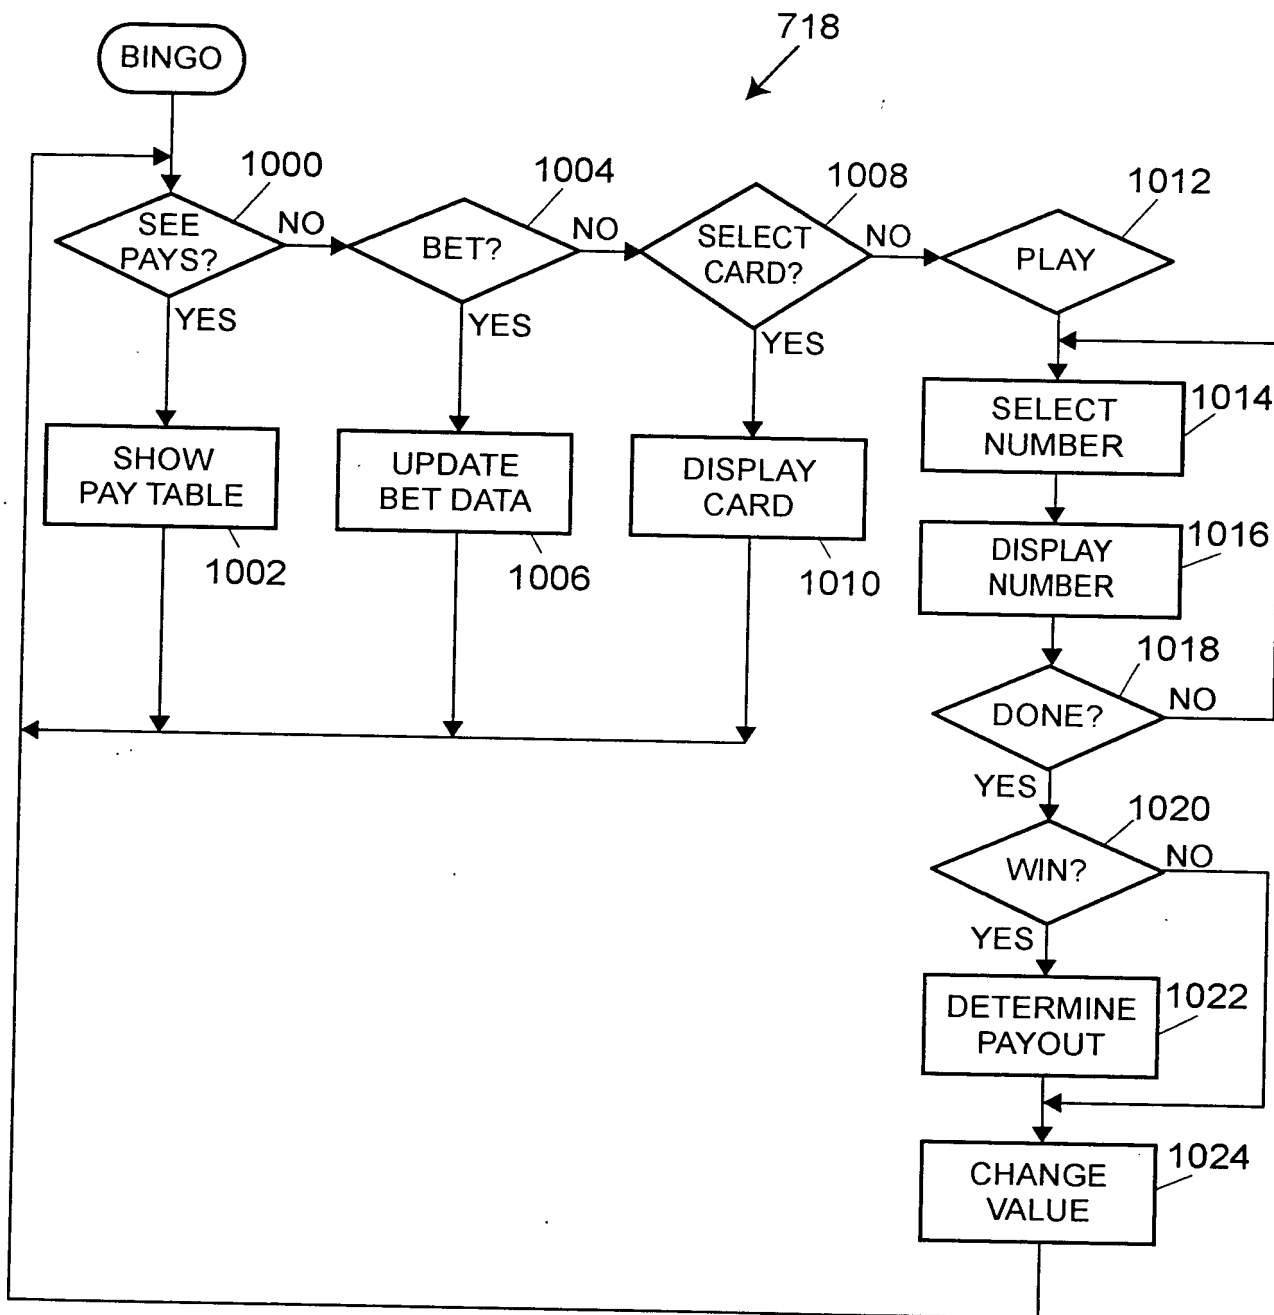 718
BINGO
1000
1004
1008
1012
SEE
PAYS?
NO
BET?
NO
SELECT
CARD?
NO
PLAY
YES
YES
YES
SHOW
PAY TABLE
1002
UPDATE
BET DATA
1006
DISPLAY
CARD
1010
SELECT
NUMBER
1014
DISPLAY
NUMBER
1016
1018
DONE?
NO
YES
1020
WIN?
NO
YES
DETERMINE
PAYOUT
1022
CHANGE
VALUE
1024